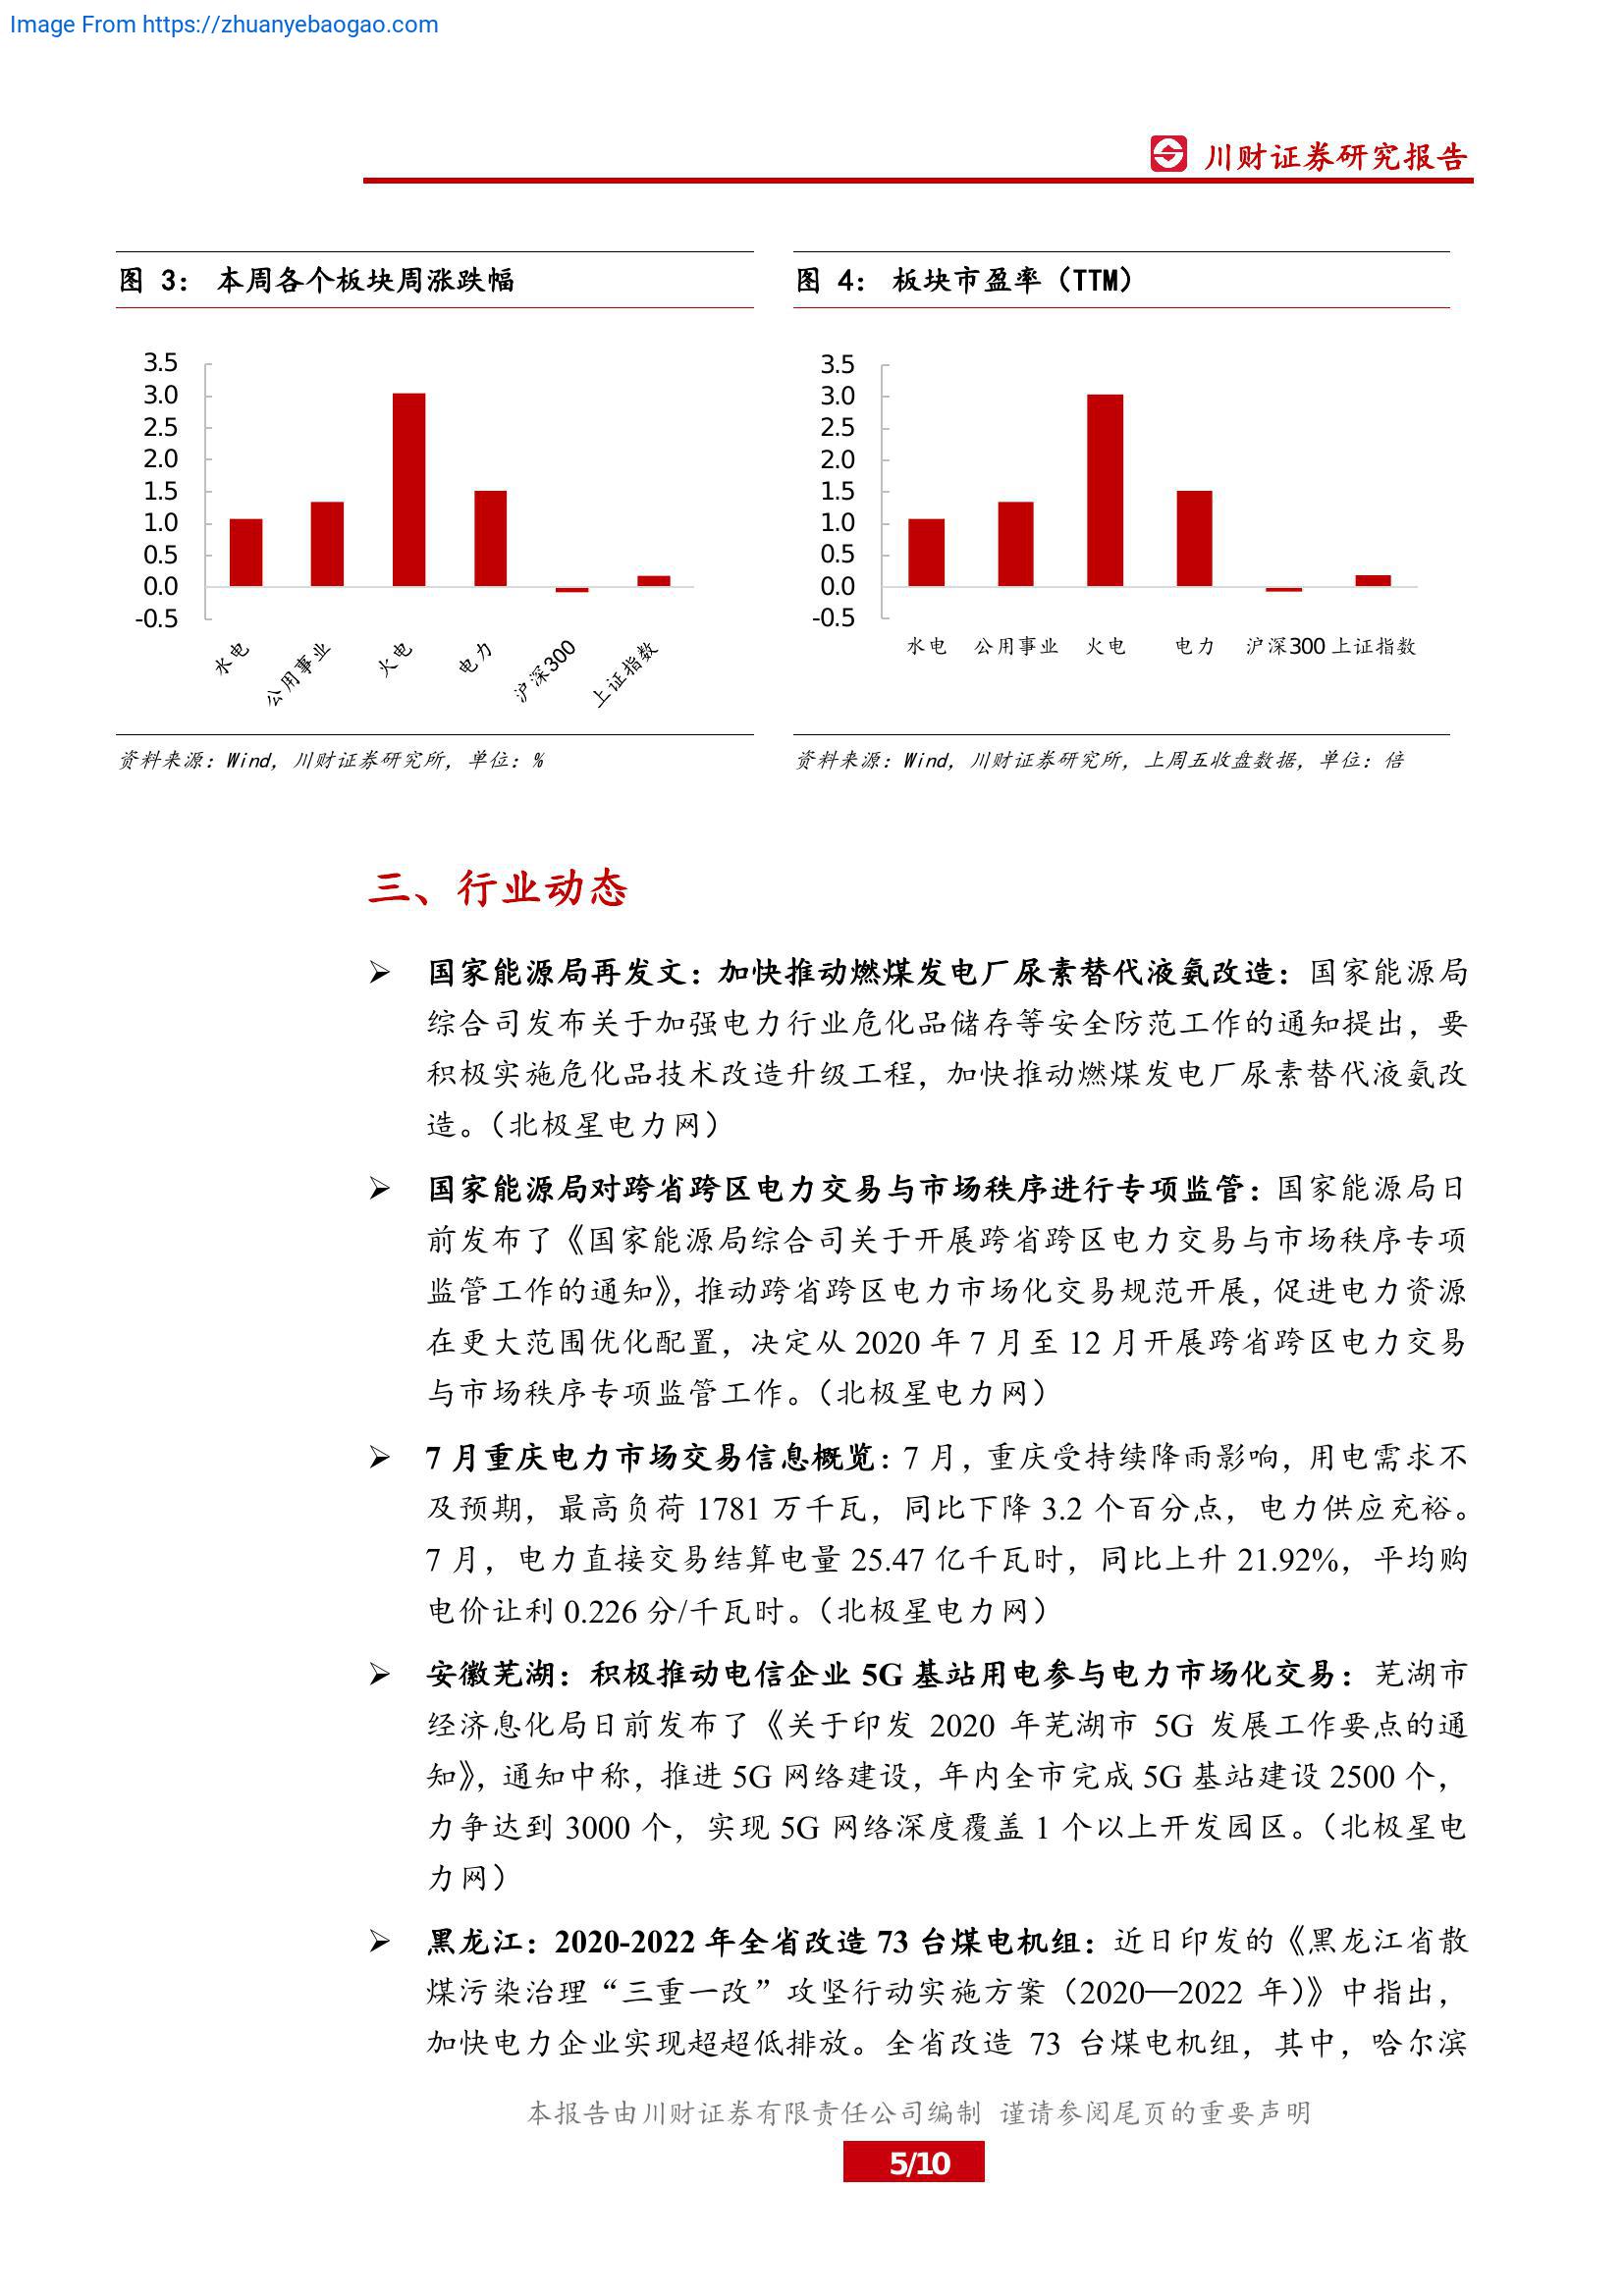 Image From https://zhuanyebaogao.com
川财证券研究报告
图 3： 本周各个板块周涨跌幅
3.5
3.0
2.5
2.0
1.5
1.0
0.5
0.0
-0.5
水电
公用事业
火电
电力
沪深300
上证指数
资料来源：Wind，川财证券研究所，单位：%
图 4： 板块市盈率（TTM）
3.5
3.0
2.5
2.0
1.5
1.0
0.5
0.0
-0.5
水电 公用事业 火电 电力 沪深300 上证指数
资料来源：Wind，川财证券研究所，上周五收盘数据，单位：倍
三、行业动态
➢ 国家能源局再发文：加快推动燃煤发电厂尿素替代液氨改造：国家能源局
综合司发布关于加强电力行业危化品储存等安全防范工作的通知提出，要
积极实施危化品技术改造升级工程，加快推动燃煤发电厂尿素替代液氨改
造。（北极星电力网）
➢ 国家能源局对跨省跨区电力交易与市场秩序进行专项监管：国家能源局日
前发布了《国家能源局综合司关于开展跨省跨区电力交易与市场秩序专项
监管工作的通知》，推动跨省跨区电力市场化交易规范开展，促进电力资源
在更大范围优化配置，决定从 2020 年 7 月至 12 月开展跨省跨区电力交易
与市场秩序专项监管工作。（北极星电力网）
➢ 7 月重庆电力市场交易信息概览：7 月，重庆受持续降雨影响，用电需求不
及预期，最高负荷 1781 万千瓦，同比下降 3.2 个百分点，电力供应充裕。
7 月，电力直接交易结算电量 25.47 亿千瓦时，同比上升 21.92%，平均购
电价让利 0.226 分/千瓦时。（北极星电力网）
➢ 安徽芜湖：积极推动电信企业 5G 基站用电参与电力市场化交易：芜湖市
经济息化局日前发布了《关于印发 2020 年芜湖市 5G 发展工作要点的通
知》，通知中称，推进 5G 网络建设，年内全市完成 5G 基站建设 2500 个，
力争达到 3000 个，实现 5G 网络深度覆盖 1 个以上开发园区。（北极星电
力网）
➢ 黑龙江：2020-2022 年全省改造 73 台煤电机组：近日印发的《黑龙江省散
煤污染治理“三重一改”攻坚行动实施方案（2020—2022 年）》中指出，
加快电力企业实现超超低排放。全省改造 73 台煤电机组，其中，哈尔滨
本报告由川财证券有限责任公司编制 谨请参阅尾页的重要声明
5/10